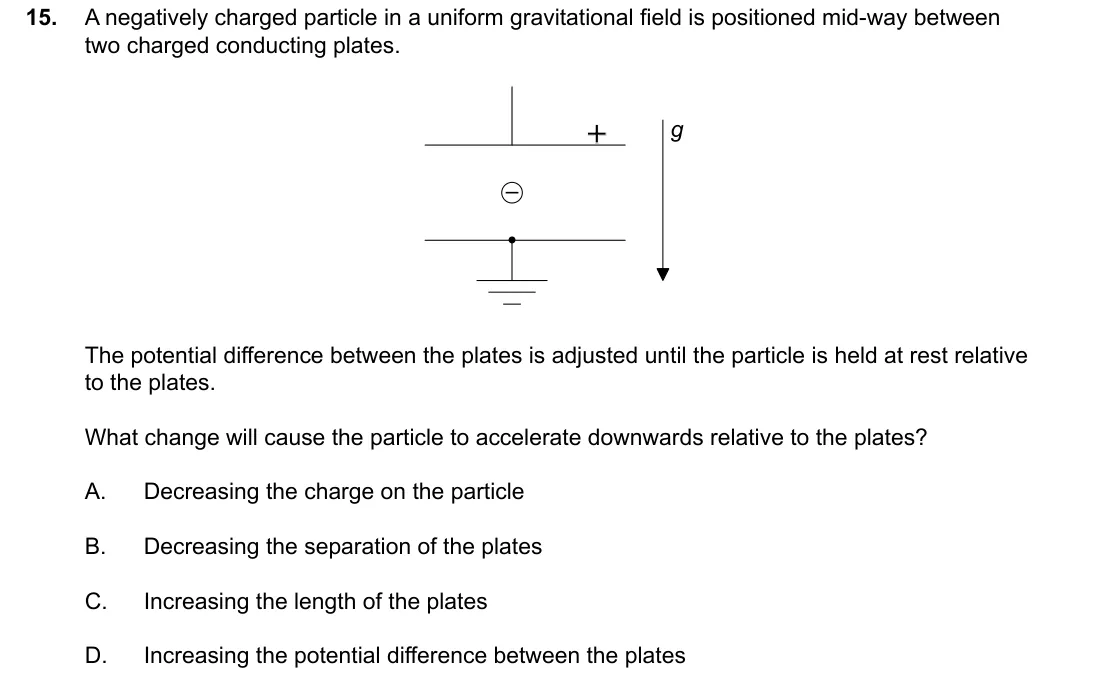 15. A negatively charged particle in a uniform gravitational field is positioned mid-way between
two charged conducting plates.
+
g
−
The potential difference between the plates is adjusted until the particle is held at rest relative
to the plates.
What change will cause the particle to accelerate downwards relative to the plates?
A. Decreasing the charge on the particle
B. Decreasing the separation of the plates
C. Increasing the length of the plates
D. Increasing the potential difference between the plates